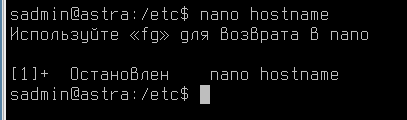 sadmin@astra:/etc$ nano hostname
Используйте «fg» для возврата в nano
[1]+ Остановлен nano hostname
sadmin@astra:/etc$